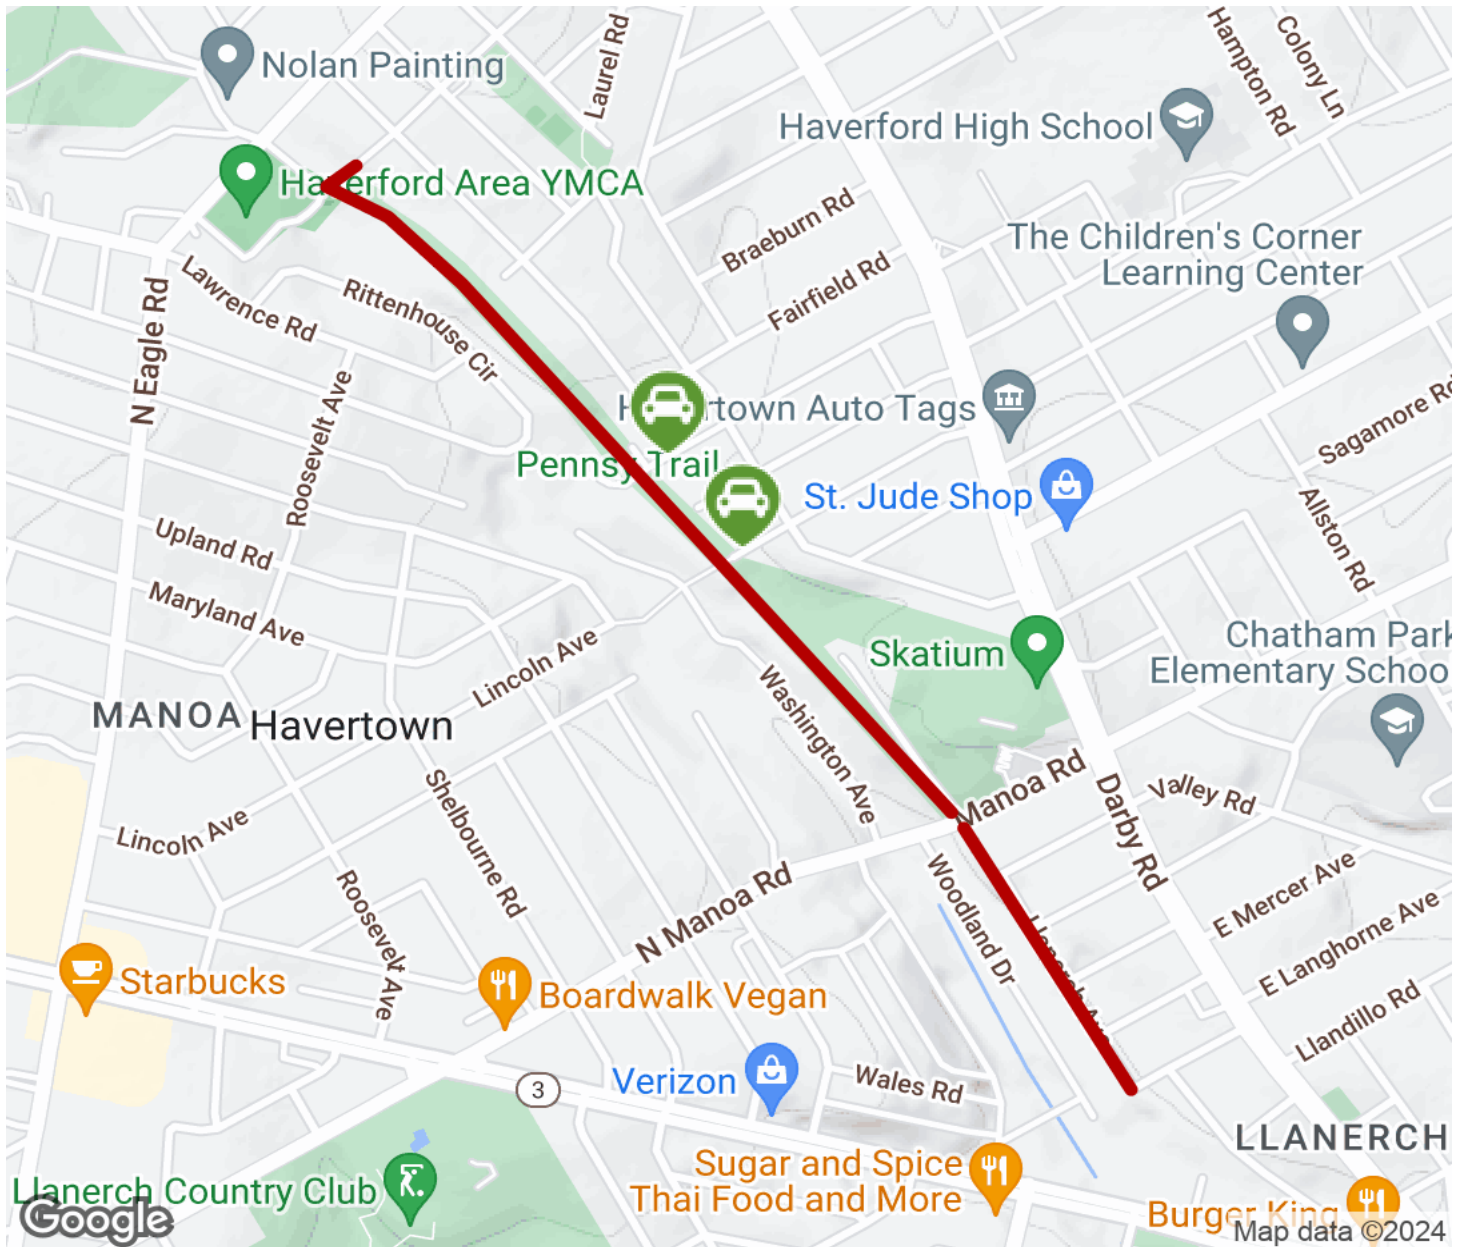 Laurel Rd
Hampton Rd
Colony Ln
Nolan Painting
Haverford High School
Haverford Area YMCA
Braeburn Rd
The Children's Corner
Learning Center
Lawrence Rd
Rittenhouse Cir
Fairfield Rd
N Eagle Rd
Roosevelt Ave
town Auto Tags
Sagamore Rd
Pennsy Trail
St. Jude Shop
Allston Rd
Upland Rd
Maryland Ave
Lincoln Ave
Skatium
Chatham Park
Elementary Schoo
MANOA
Havertown
Washington Ave
Manoa Rd
Darby Rd
Valley Rd
Lincoln Ave
Shelbourne Rd
Roosevelt Ave
N Manoa Rd
Woodland Dr
Llanerch Ave
E Mercer Ave
E Langhorne Ave
Llandillo Rd
Starbucks
Boardwalk Vegan
3
Verizon
Wales Rd
LLANERCH
Sugar and Spice
Thai Food and More
Llanerch Country Club
Burger King
Google
Map data ©2024